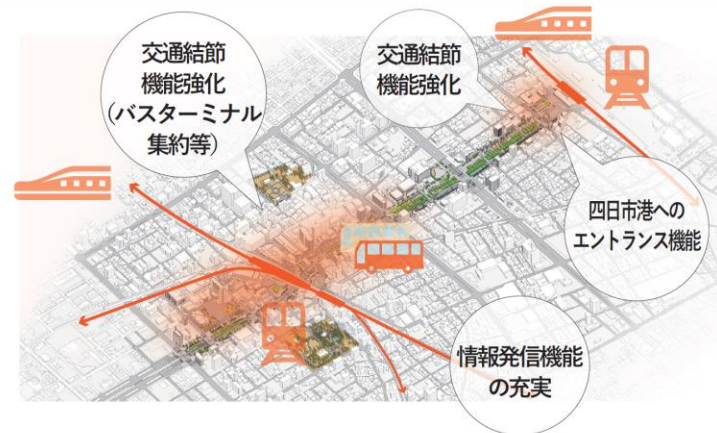 交通結節
機能強化
(バスターミナル
集約等)
交通結節
機能強化
四日市港への
エントランス機能
情報発信機能
の充実